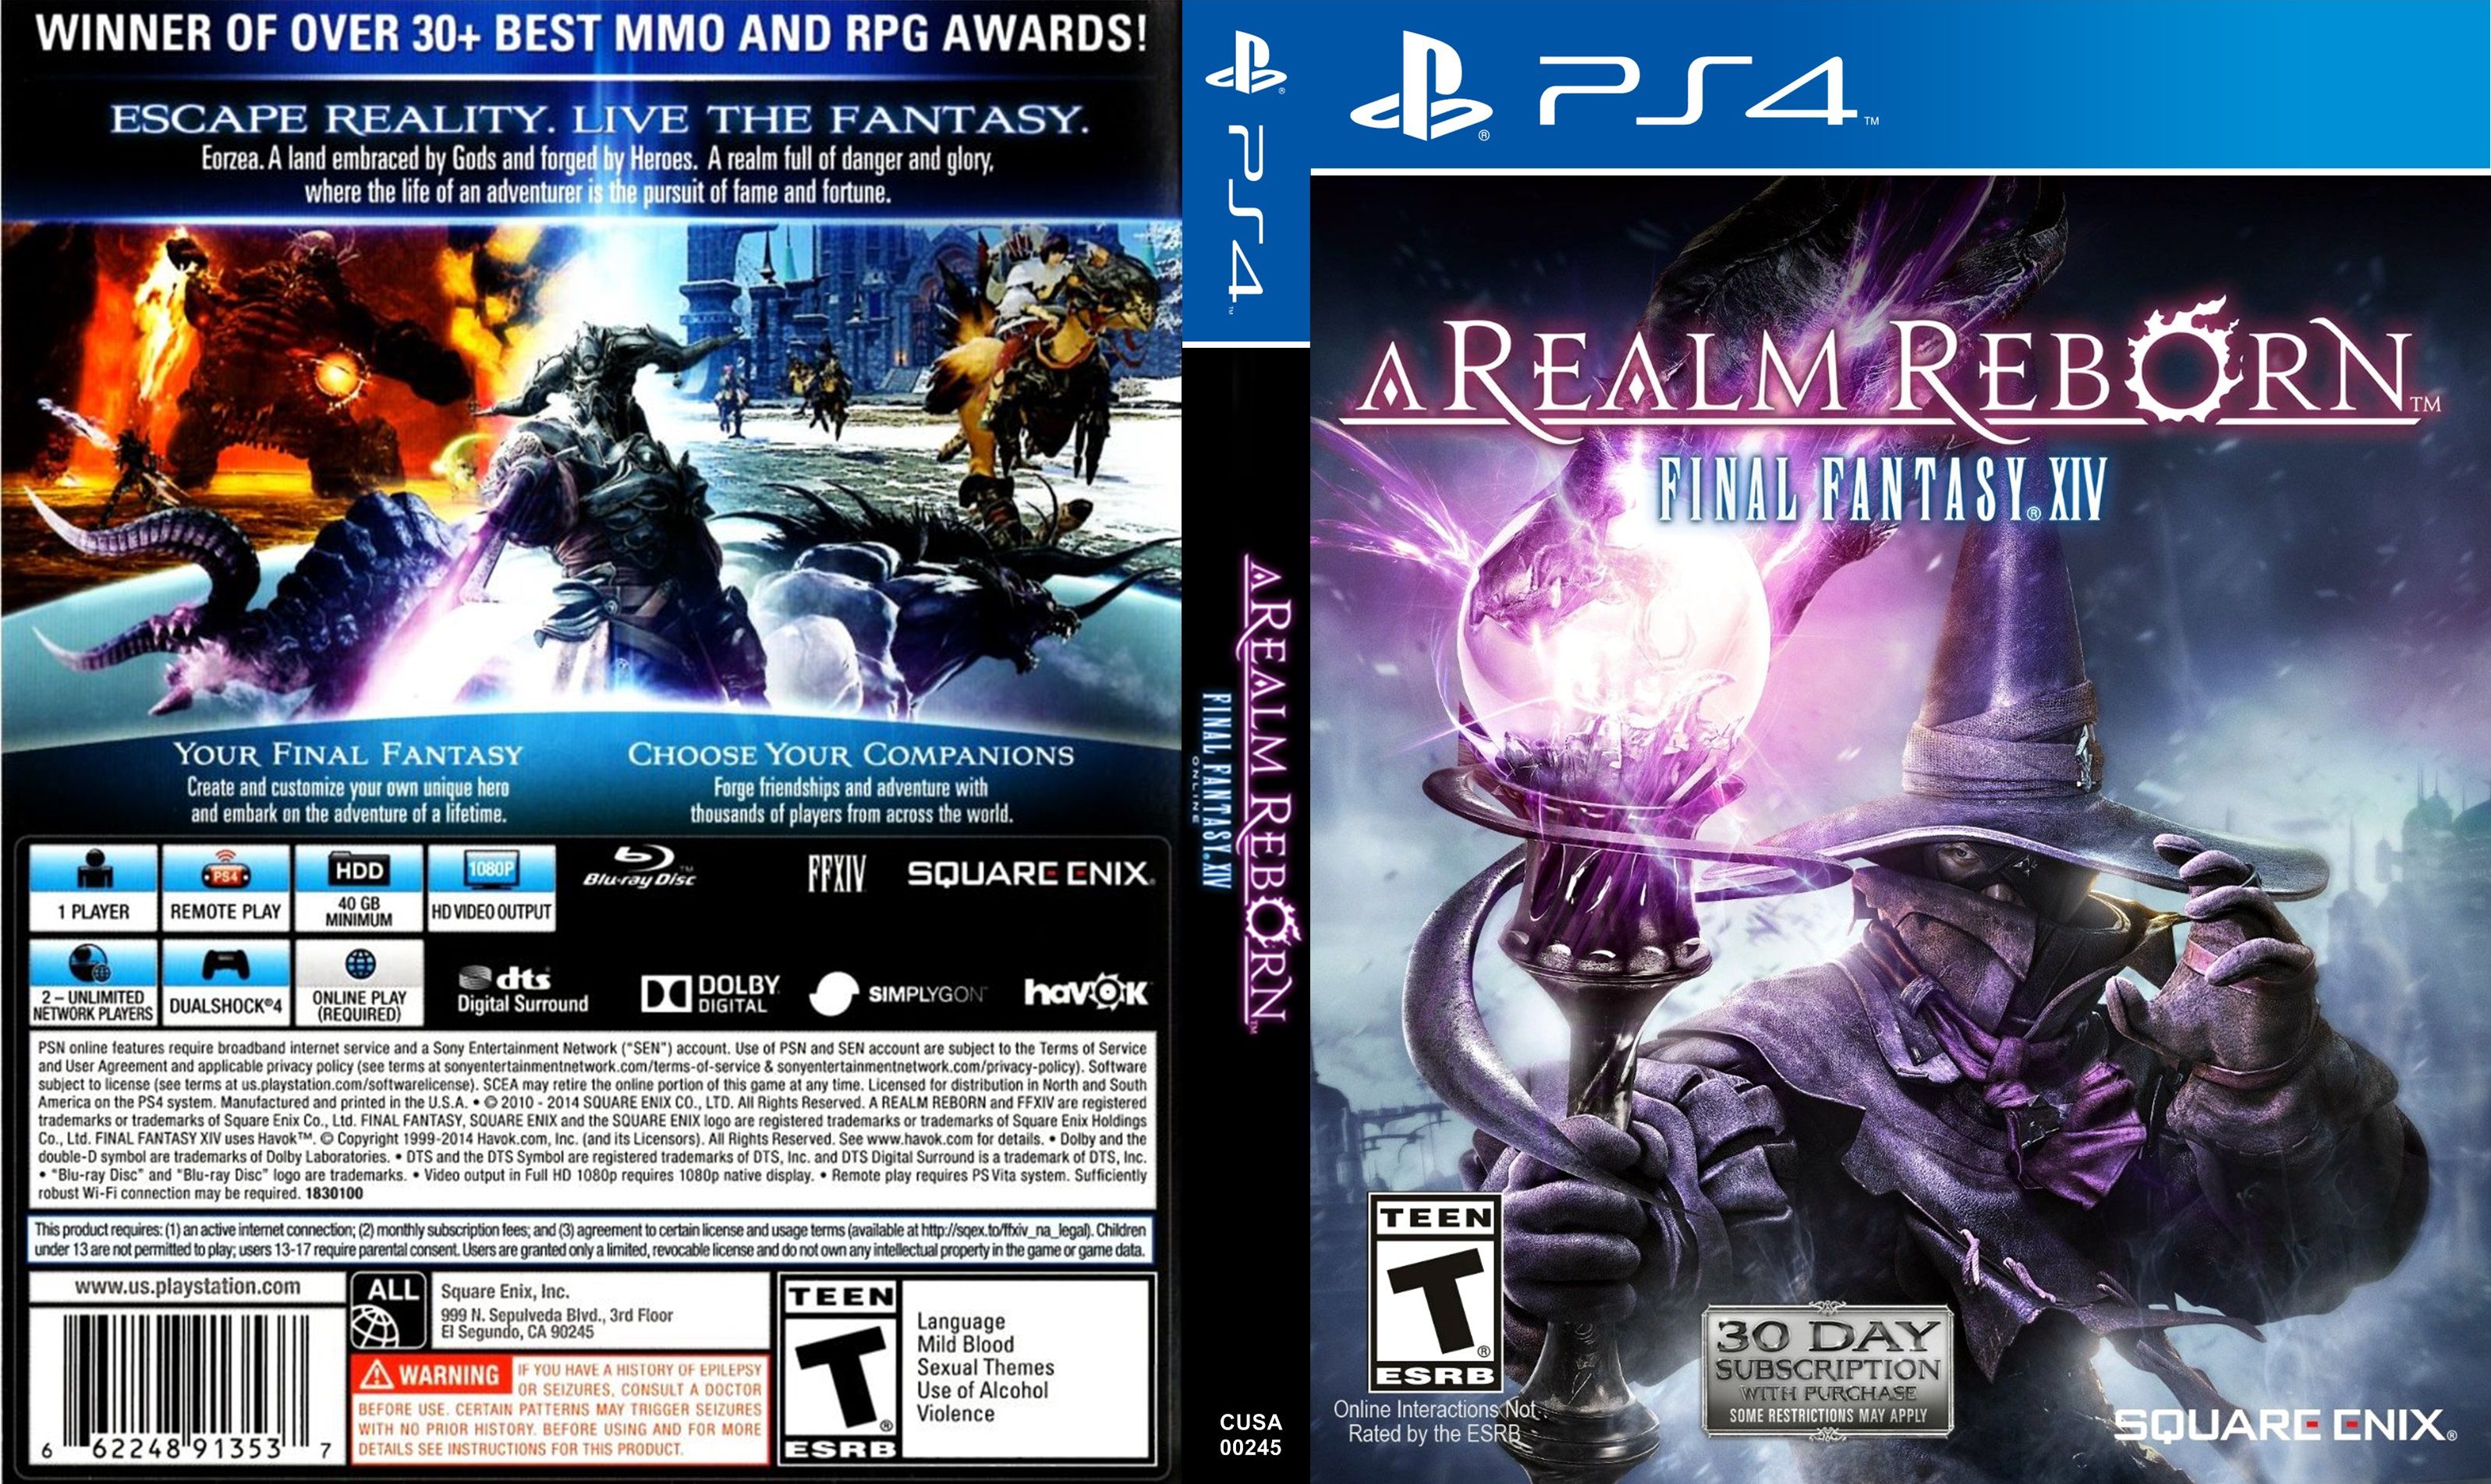 WINNER OF OVER 30+ BEST MMO AND RPG AWARDS!
ESCAPE REALITY. LIVE THE FANTASY.
Eorzea. A land embraced by Gods and forged by Heroes. A realm full of danger and glory,
where the life of an adventurer is the pursuit of fame and fortune.
YOUR FINAL FANTASY
Create and customize your own unique hero
and embark on the adventure of a lifetime.
CHOOSE YOUR COMPANIONS
Forge friendships and adventure with
thousands of players from across the world.
1 PLAYER
PS4
REMOTE PLAY
HDD
40 GB
MINIMUM
1080P
HD VIDEO OUTPUT
Blu-ray Disc™
FFXIV
SQUARE ENIX®
2 – UNLIMITED
NETWORK PLAYERS
DUALSHOCK®4
ONLINE PLAY
(REQUIRED)
dts
Digital Surround
DOLBY
DIGITAL
SIMPLYGON™
havok
PSN online features require broadband internet service and a Sony Entertainment Network ("SEN") account. Use of PSN and SEN account are subject to the Terms of Service
and User Agreement and applicable privacy policy (see terms at sonyentertainmentnetwork.com/terms-of-service & sonyentertainmentnetwork.com/privacy-policy). Software
subject to license (see terms at us.playstation.com/softwarelicense). SCEA may retire the online portion of this game at any time. Licensed for distribution in North and South
America on the PS4 system. Manufactured and printed in the U.S.A. • © 2010 - 2014 SQUARE ENIX CO., LTD. All Rights Reserved. A REALM REBORN and FFXIV are registered
trademarks or trademarks of Square Enix Co., Ltd. FINAL FANTASY, SQUARE ENIX and the SQUARE ENIX logo are registered trademarks or trademarks of Square Enix Holdings
Co., Ltd. FINAL FANTASY XIV uses Havok™. © Copyright 1999-2014 Havok.com, Inc. (and its Licensors). All Rights Reserved. See www.havok.com for details. • Dolby and the
double-D symbol are trademarks of Dolby Laboratories. • DTS and the DTS Symbol are registered trademarks of DTS, Inc. and DTS Digital Surround is a trademark of DTS, Inc.
• "Blu-ray Disc" and "Blu-ray Disc" logo are trademarks. • Video output in Full HD 1080p requires 1080p native display. • Remote play requires PS Vita system. Sufficiently
robust Wi-Fi connection may be required. 1830100
This product requires: (1) an active internet connection; (2) monthly subscription fees; and (3) agreement to certain license and usage terms (available at http://sqex.to/ffxiv_na_legal). Children
under 13 are not permitted to play; users 13-17 require parental consent. Users are granted only a limited, revocable license and do not own any intellectual property in the game or game data.
www.us.playstation.com
6 62248 91353 7
ALL
Square Enix, Inc.
999 N. Sepulveda Blvd., 3rd Floor
El Segundo, CA 90245
WARNING IF YOU HAVE A HISTORY OF EPILEPSY
OR SEIZURES, CONSULT A DOCTOR
BEFORE USE. CERTAIN PATTERNS MAY TRIGGER SEIZURES
WITH NO PRIOR HISTORY. BEFORE USING AND FOR MORE
DETAILS SEE INSTRUCTIONS FOR THIS PRODUCT.
TEEN
T®
ESRB
Language
Mild Blood
Sexual Themes
Use of Alcohol
Violence
PS4™
A REALM REBORN™
FINAL FANTASY® XIV
ONLINE
CUSA
00245
PS4™
A REALM REBORN™
FINAL FANTASY® XIV
TEEN
T®
ESRB
Online Interactions Not
Rated by the ESRB
30 DAY
SUBSCRIPTION
WITH PURCHASE
SOME RESTRICTIONS MAY APPLY
SQUARE ENIX®